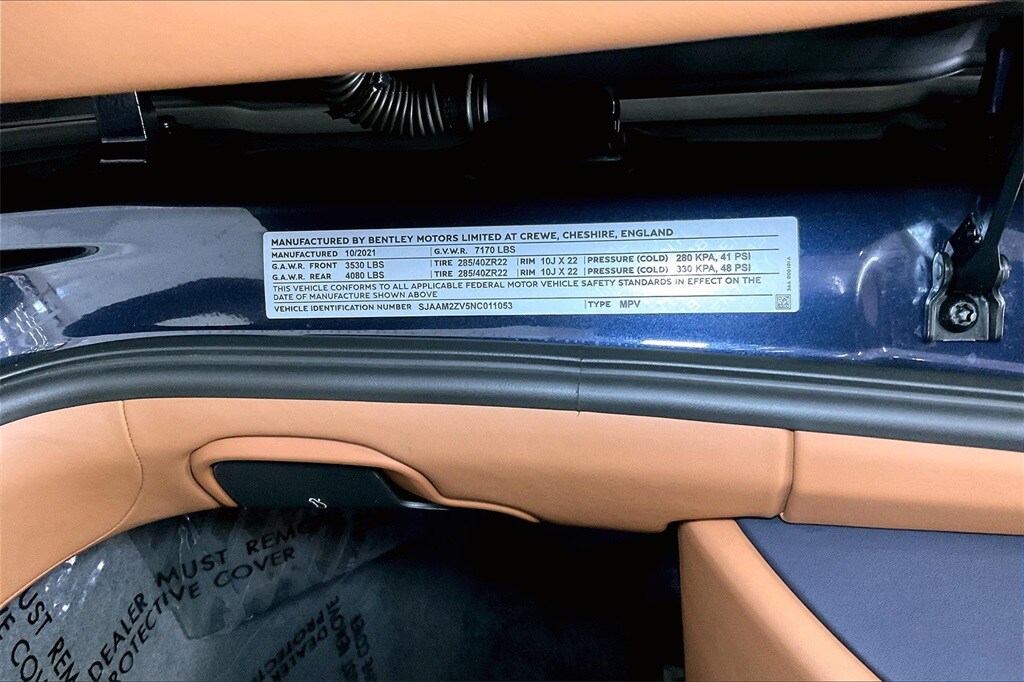 MANUFACTURED BY BENTLEY MOTORS LIMITED AT CREWE, CHESHIRE, ENGLAND
MANUFACTURED 10/2021 G.V.W.R. 7170 LBS
G.A.W.R. FRONT 3530 LBS TIRE 285/40ZR22 RIM 10J X 22 PRESSURE (COLD) 280 KPA, 41 PSI
G.A.W.R. REAR 4080 LBS TIRE 285/40ZR22 RIM 10J X 22 PRESSURE (COLD) 330 KPA, 48 PSI
THIS VEHICLE CONFORMS TO ALL APPLICABLE FEDERAL MOTOR VEHICLE SAFETY STANDARDS IN EFFECT ON THE
DATE OF MANUFACTURE SHOWN ABOVE
VEHICLE IDENTIFICATION NUMBER SJAAM2ZV5NC011053 TYPE MPV
DEALER MUST REMOVE
PROTECTIVE COVER
DEALER
PROTECT
COVER